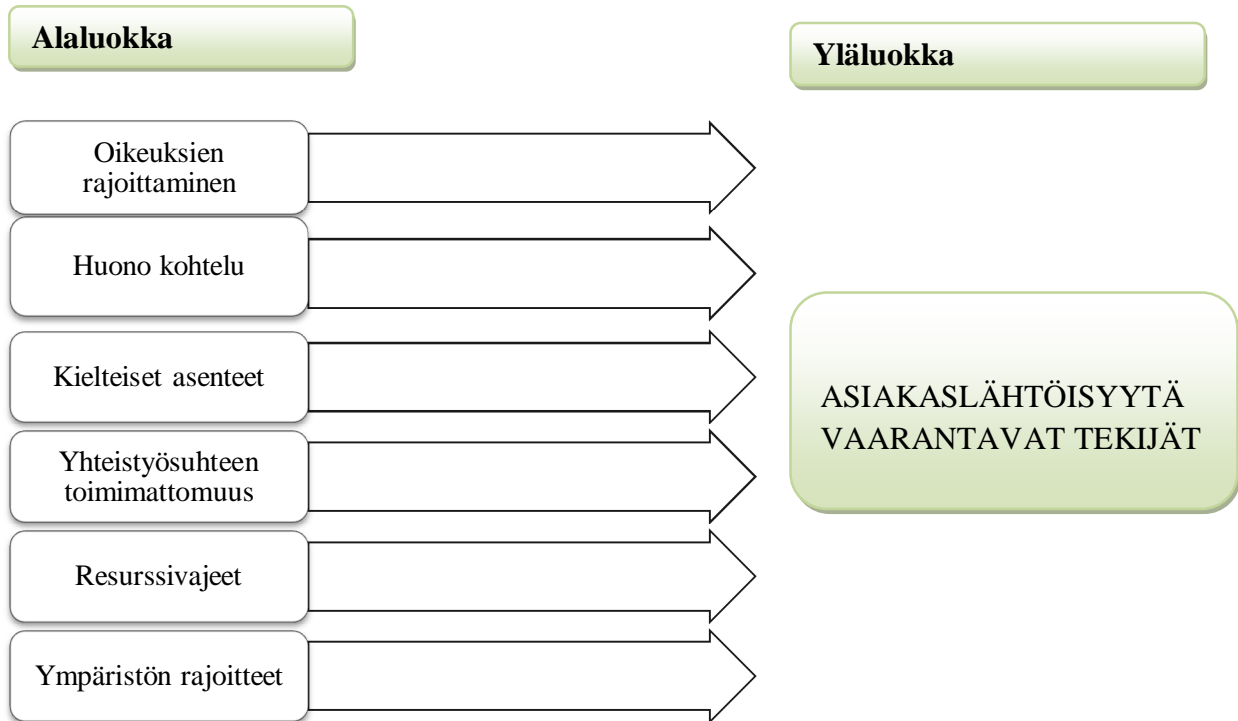 Alaluokka
Yläluokka
Oikeuksien
rajoittaminen
Huono kohtelu
Kielteiset asenteet
Yhteistyösuhteen
toimimattomuus
Resurssivajeet
Ympäristön rajoitteet
ASIAKASLÄHTÖISYYTÄ
VAARANTAVAT TEKIJÄT